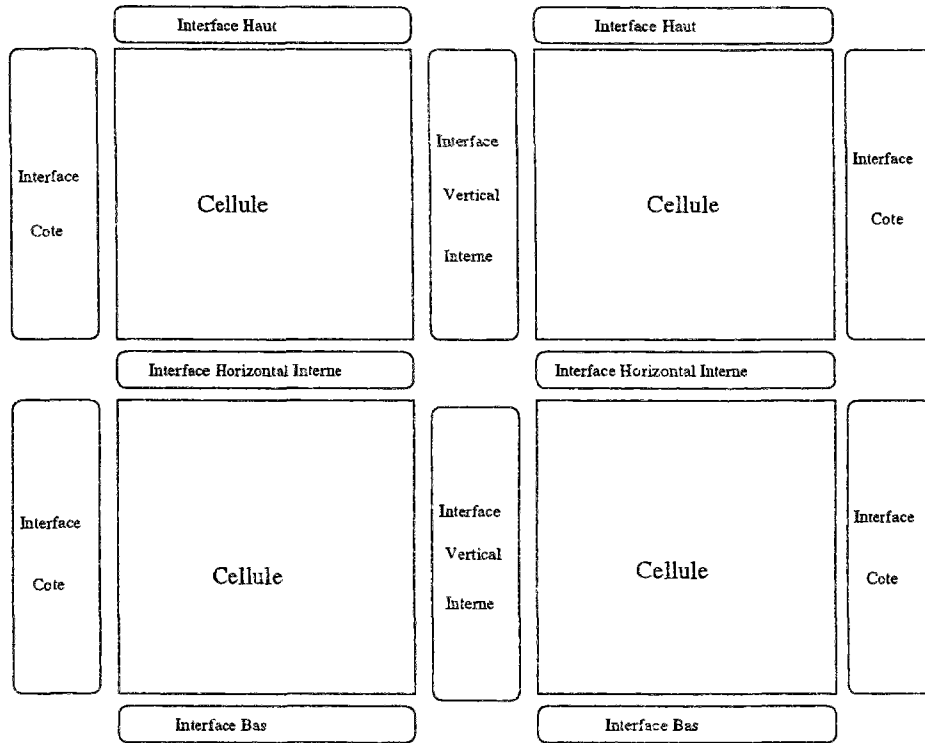 Interface Haut
Interface Haut
Interface
Cote
Cellule
Interface
Vertical
Interne
Cellule
Interface
Cote
Interface Horizontal Interne
Interface Horizontal Interne
Interface
Cote
Cellule
Interface
Vertical
Interne
Cellule
Interface
Cote
Interface Bas
Interface Bas